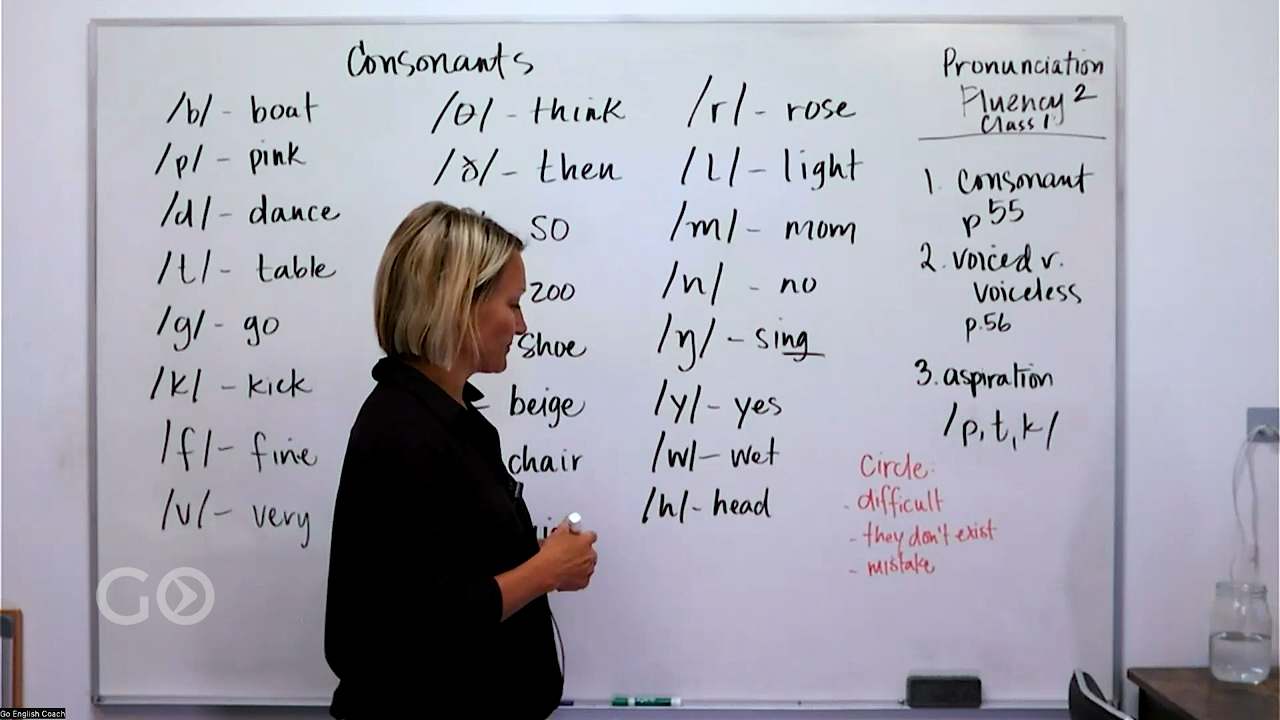 Consonants
/b/ - boat
/p/ - pink
/d/ - dance
/t/ - table
/g/ - go
/k/ - kick
/f/ - fine
/v/ - very
/θ/ - think
/ð/ - then
so
zoo
shoe
- beige
chair
/r/ - rose
/l/ - light
/m/ - mom
/n/ - no
/ŋ/ - sing
/y/ - yes
/w/ - wet
/h/ - head
Pronunciation
Fluency 2
Class 1
1. consonant
p 55
2. voiced v.
voiceless
p.56
3. aspiration
/p, t, k/
Circle:
- difficult
- they don't exist
- mistake
GO
Go English Coach